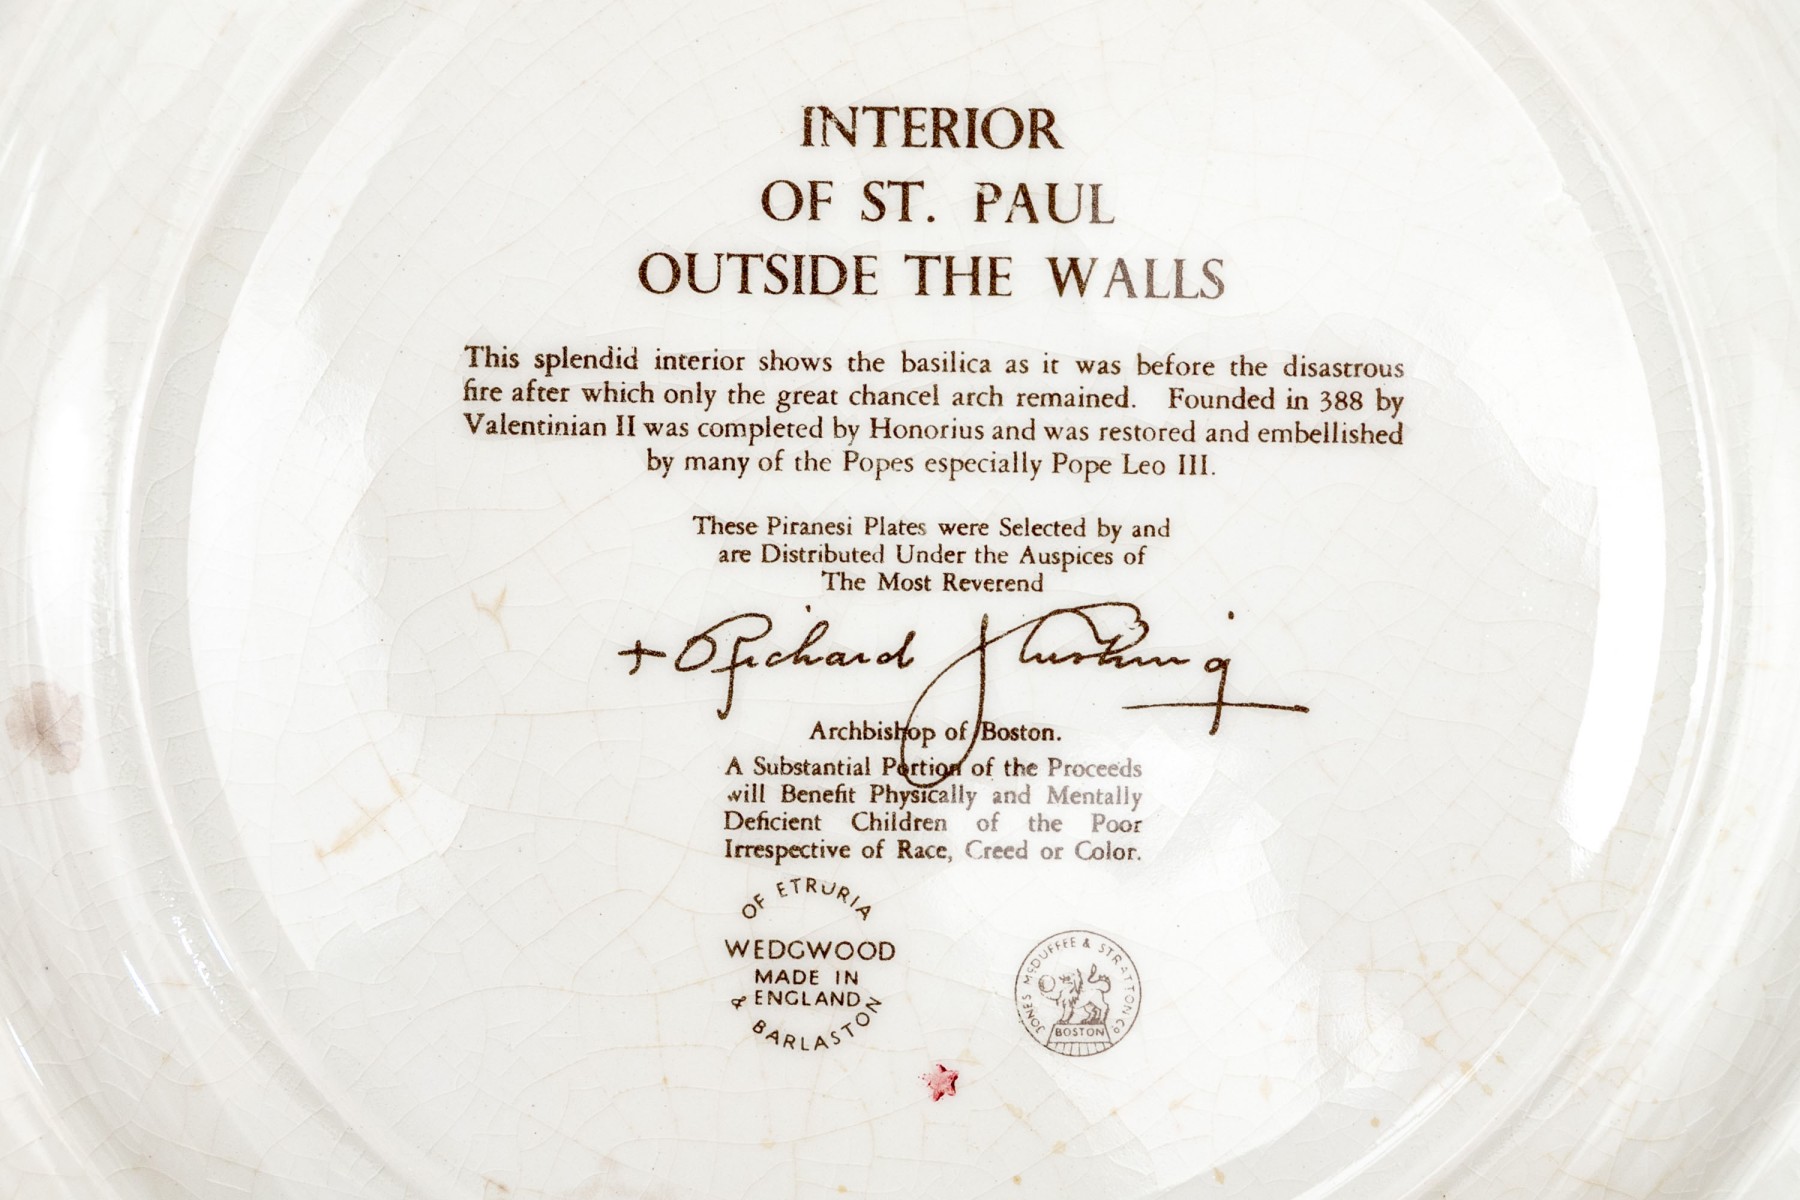 INTERIOR
OF ST. PAUL
OUTSIDE THE WALLS
This splendid interior shows the basilica as it was before the disastrous
fire after which only the great chancel arch remained. Founded in 388 by
Valentinian II was completed by Honorius and was restored and embellished
by many of the Popes especially Pope Leo III.
These Piranesi Plates were Selected by and
are Distributed Under the Auspices of
The Most Reverend
+ Richard J Cushing
Archbishop of Boston.
A Substantial Portion of the Proceeds
will Benefit Physically and Mentally
Deficient Children of the Poor
Irrespective of Race, Creed or Color.
OF ETRURIA
WEDGWOOD
MADE IN
ENGLAND
& BARLASTON
JONES McDUFFEE & STRATTON CO.
BOSTON